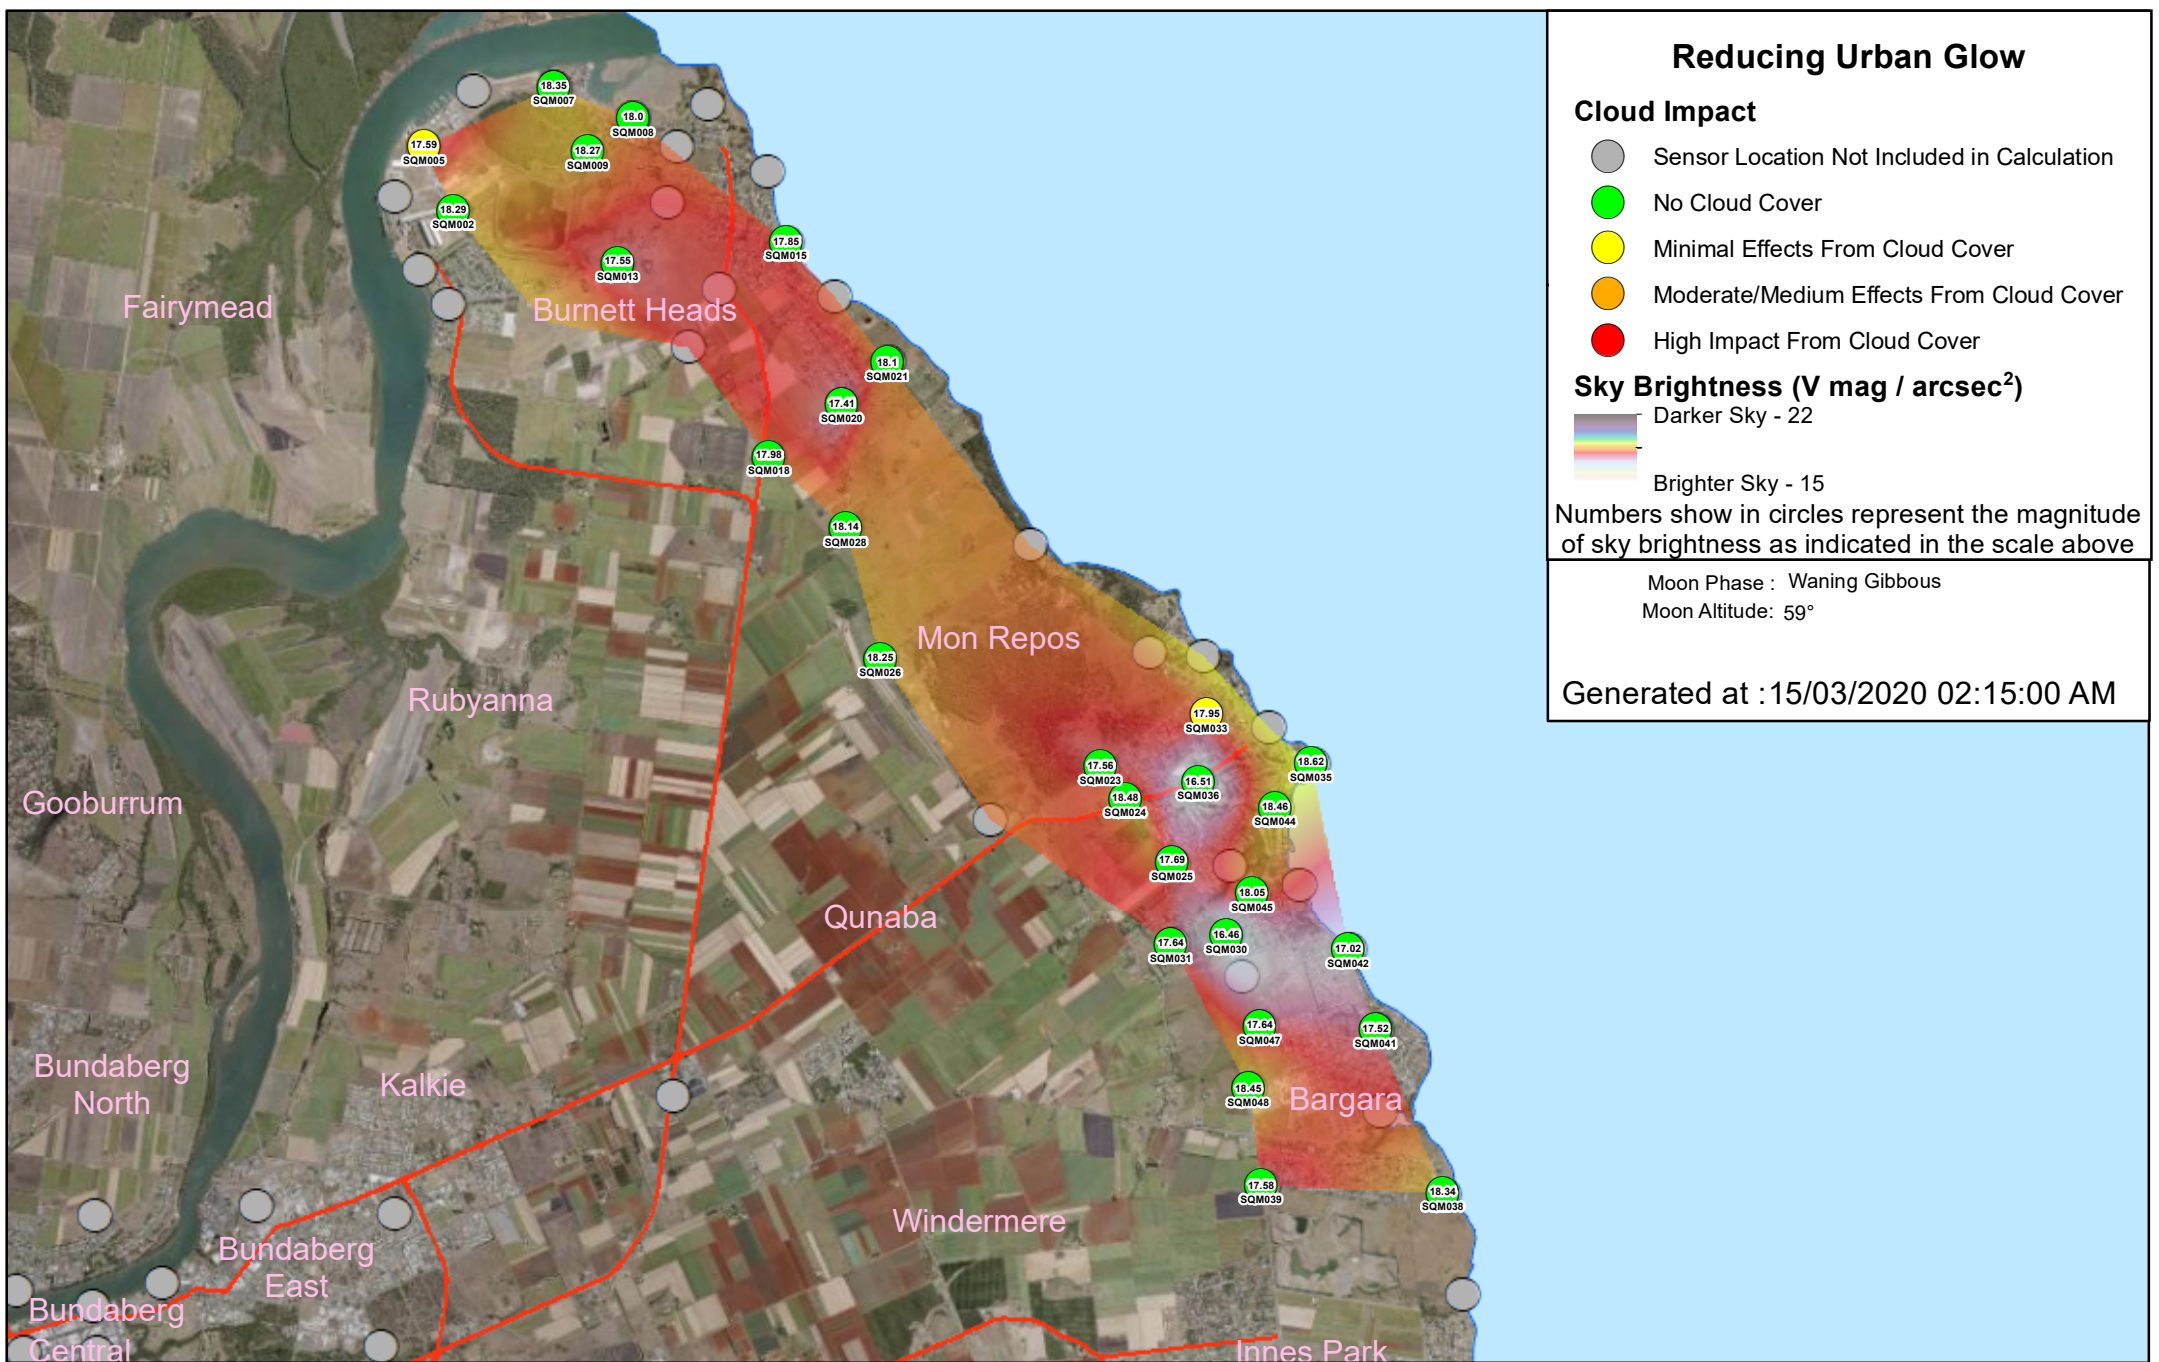 Reducing Urban Glow
Cloud Impact
Sensor Location Not Included in Calculation
No Cloud Cover
Minimal Effects From Cloud Cover
Moderate/Medium Effects From Cloud Cover
High Impact From Cloud Cover
Sky Brightness (V mag / arcsec²)
Darker Sky - 22
Brighter Sky - 15
Numbers show in circles represent the magnitude
of sky brightness as indicated in the scale above
Moon Phase : Waning Gibbous
Moon Altitude: 59°
Generated at :15/03/2020 02:15:00 AM
18.35
SQM007
18.0
SQM008
17.59
SQM005
18.27
SQM009
18.29
SQM002
17.85
SQM015
17.55
SQM013
Fairymead
Burnett Heads
18.1
SQM021
17.41
SQM020
17.98
SQM018
18.14
SQM028
Mon Repos
18.25
SQM026
Rubyanna
17.95
SQM033
17.56
SQM023
18.62
SQM035
16.51
SQM036
18.48
SQM024
18.46
SQM044
Gooburrum
17.69
SQM025
18.05
SQM045
Qunaba
16.46
SQM030
17.64
SQM031
17.02
SQM042
17.64
SQM047
17.52
SQM041
Bundaberg
North
Kalkie
18.45
SQM048
Bargara
17.58
SQM039
18.34
SQM038
Windermere
Bundaberg
East
Bundaberg
Central
Innes Park